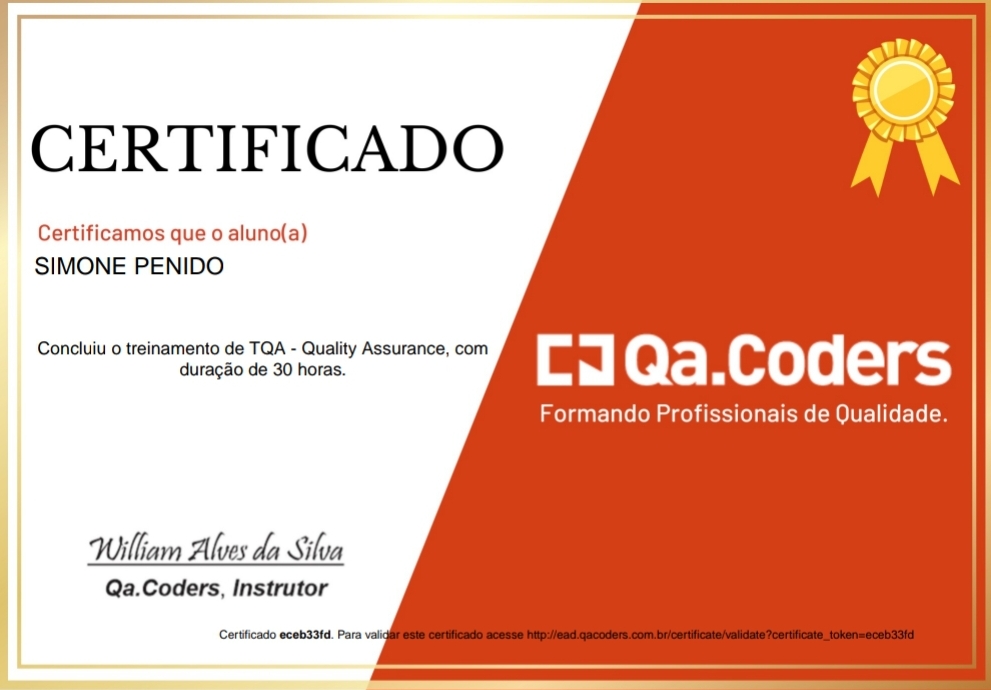 CERTIFICADO
Certificamos que o aluno(a)
SIMONE PENIDO
Concluiu o treinamento de TQA - Quality Assurance, com
duração de 30 horas.
Qa.Coders
Formando Profissionais de Qualidade.
William Alves da Silva
Qa.Coders, Instrutor
Certificado eceb33fd. Para validar este certificado acesse http://ead.qacoders.com.br/certificate/validate?certificate_token=eceb33fd